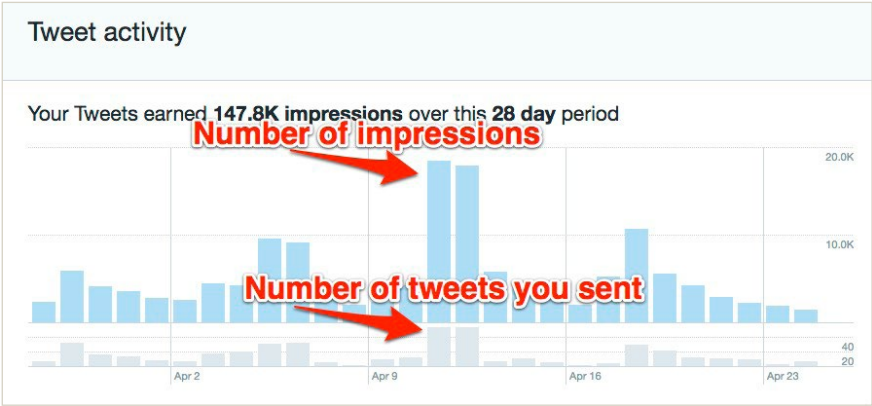 Tweet activity
Your Tweets earned 147.8K impressions over this 28 day period
Number of impressions
20.0K
10.0K
Number of tweets you sent
40
20
Apr 2
Apr 9
Apr 16
Apr 23